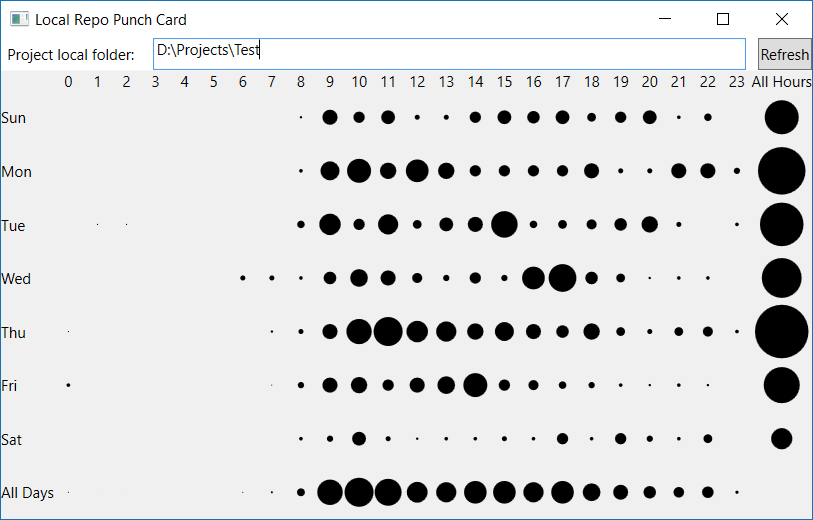 Local Repo Punch Card
Project local folder: D:\Projects\Test Refresh
0 1 2 3 4 5 6 7 8 9 10 11 12 13 14 15 16 17 18 19 20 21 22 23 All Hours
Sun
Mon
Tue
Wed
Thu
Fri
Sat
All Days